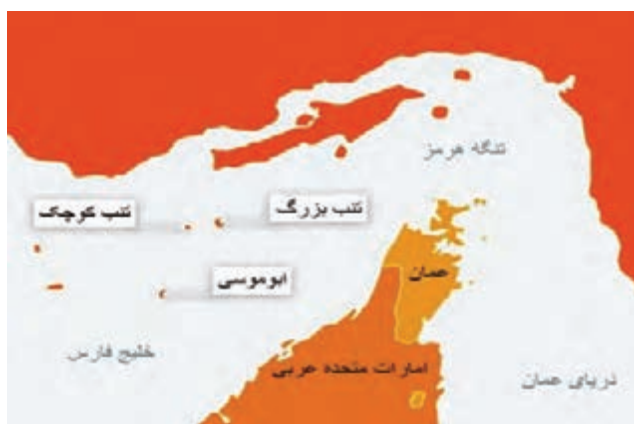 تنگه هرمز
تنب بزرگ
تنب کوچک
ابوموسی
عمان
خلیج فارس
امارات متحده عربی
دریای عمان